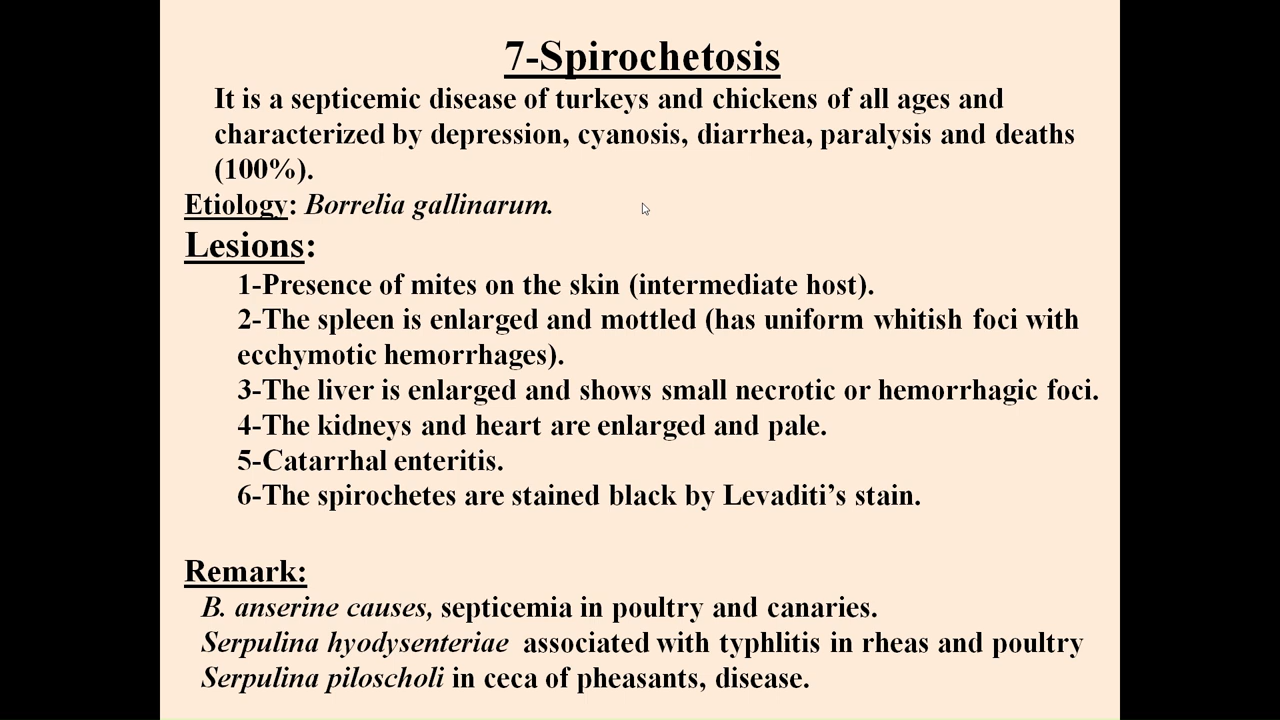 7-Spirochetosis
It is a septicemic disease of turkeys and chickens of all ages and
characterized by depression, cyanosis, diarrhea, paralysis and deaths
(100%).
Etiology: Borrelia gallinarum.
Lesions:
1-Presence of mites on the skin (intermediate host).
2-The spleen is enlarged and mottled (has uniform whitish foci with
ecchymotic hemorrhages).
3-The liver is enlarged and shows small necrotic or hemorrhagic foci.
4-The kidneys and heart are enlarged and pale.
5-Catarrhal enteritis.
6-The spirochetes are stained black by Levaditi’s stain.
Remark:
B. anserine causes, septicemia in poultry and canaries.
Serpulina hyodysenteriae associated with typhlitis in rheas and poultry
Serpulina piloscholi in ceca of pheasants, disease.